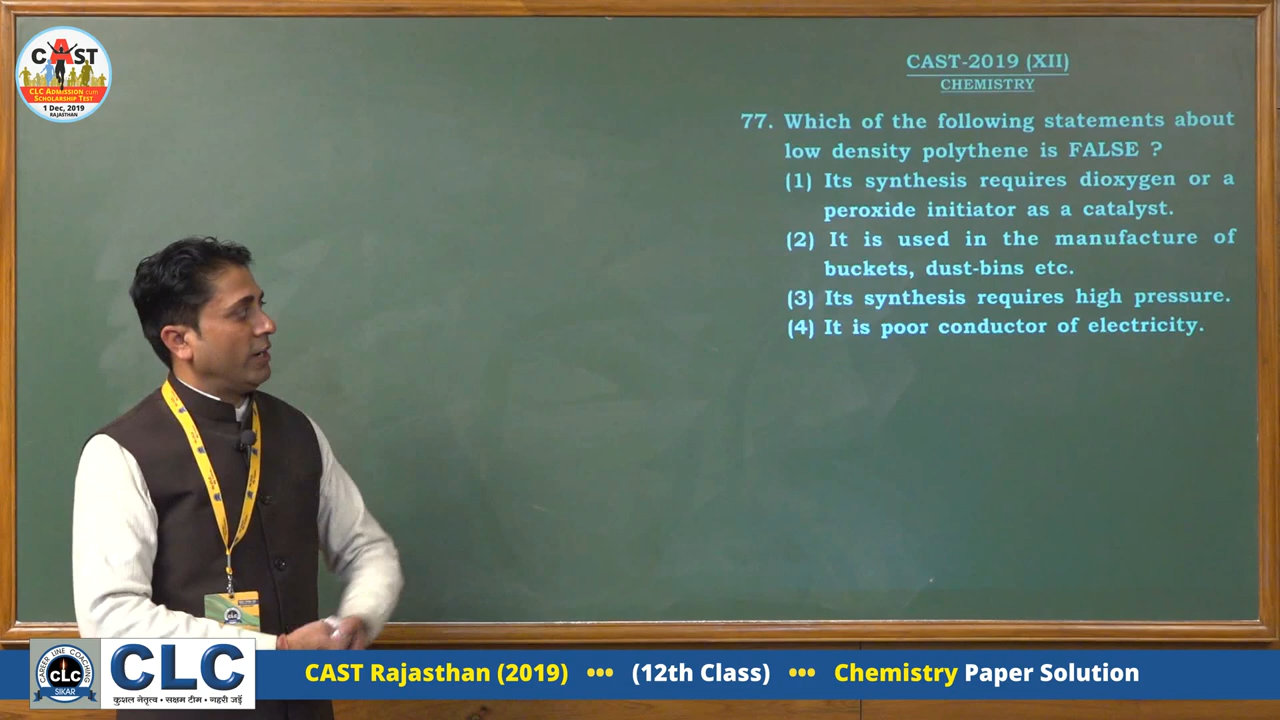 CAST
CLC ADMISSION cum
SCHOLARSHIP TEST
1 Dec, 2019
RAJASTHAN
CAST-2019 (XII)
CHEMISTRY
77. Which of the following statements about
low density polythene is FALSE ?
(1) Its synthesis requires dioxygen or a
peroxide initiator as a catalyst.
(2) It is used in the manufacture of
buckets, dust-bins etc.
(3) Its synthesis requires high pressure.
(4) It is poor conductor of electricity.
CAREER LINE COACHING
CLC
SIKAR
CLC
कुशल नेतृत्व • सक्षम टीम • गहरी जड़ें
CAST Rajasthan (2019) ••• (12th Class) ••• Chemistry Paper Solution